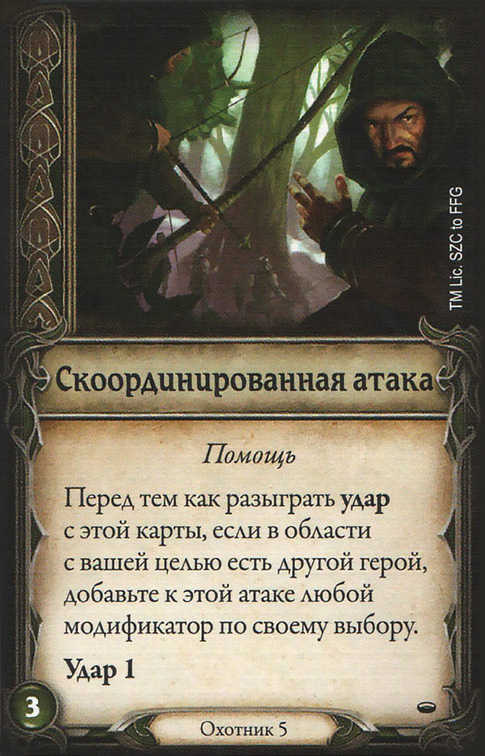 TM Lic. SZC to FFG
Скоординированная атака
Помощь
Перед тем как разыграть удар
с этой карты, если в области
с вашей целью есть другой герой,
добавьте к этой атаке любой
модификатор по своему выбору.
Удар 1
3
Охотник 5